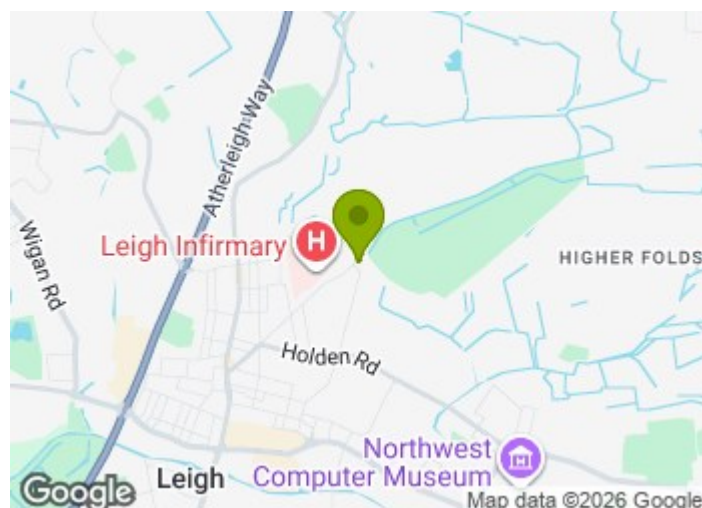 Atherleigh Way
Wigan Rd
Leigh Infirmary
H
HIGHER FOLDS
Holden Rd
Northwest
Computer Museum
Leigh
Google
Map data ©2026 Google